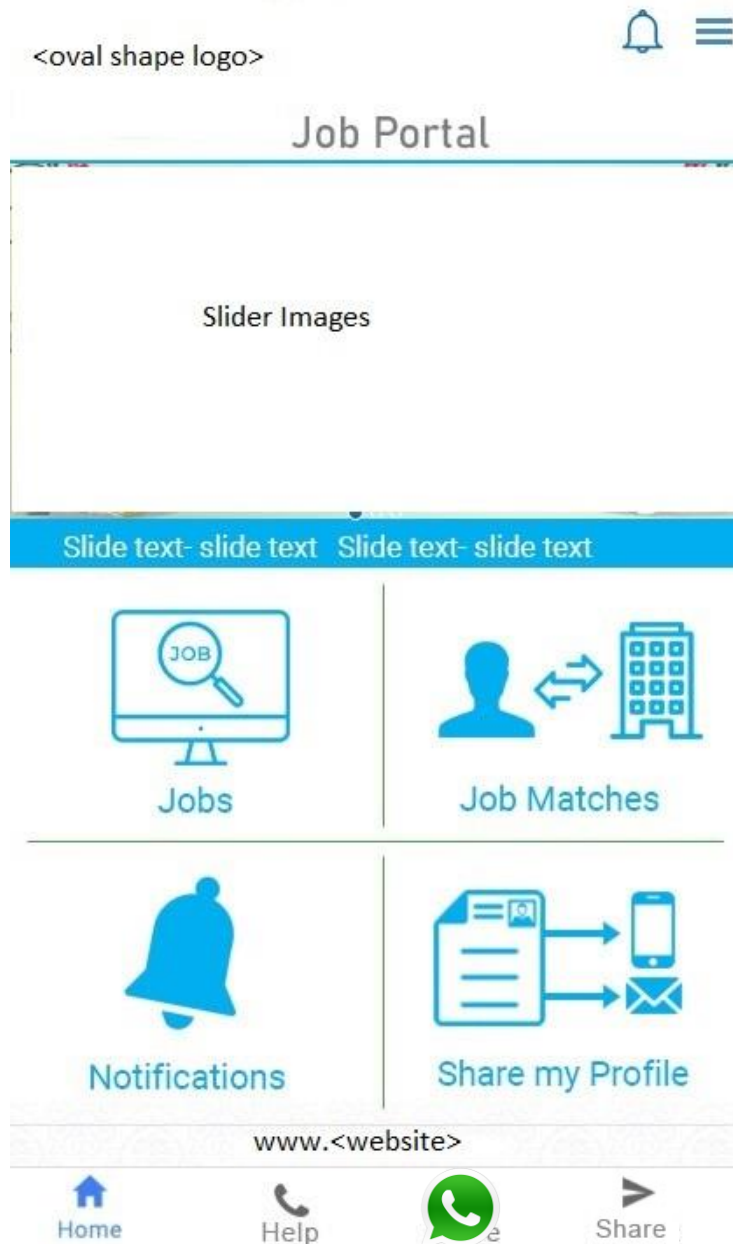 <oval shape logo>
Job Portal
Slider Images
Slide text- slide text Slide text- slide text
JOB
Jobs
Job Matches
Notifications
Share my Profile
www.<website>
Home
Help
e
Share